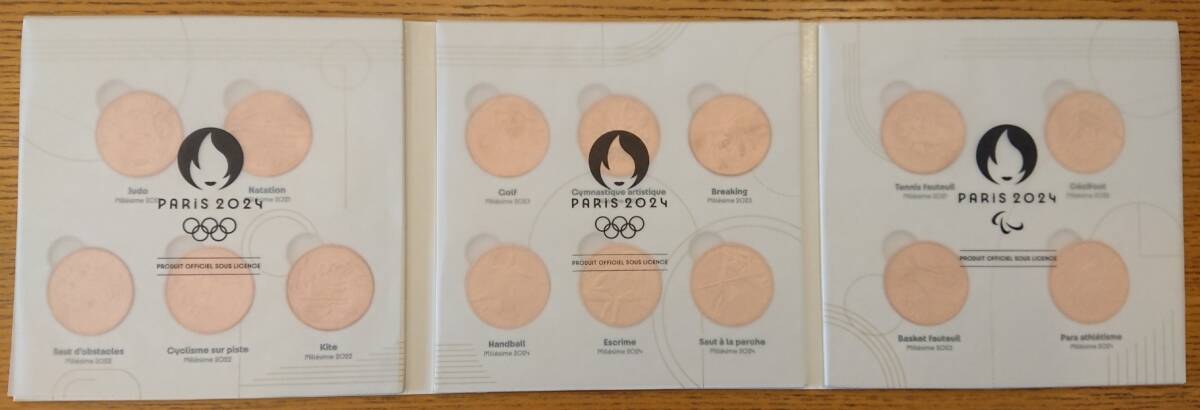 Judo
Natation
Millésime 2021
PARIS 2024
PRODUIT OFFICIEL SOUS LICENCE
Saut d'obstacles
Millésime 2022
Cyclisme sur piste
Millésime 2022
Kite
Millésime 2022
Golf
Millésime 2023
Gymnastique artistique
Breaking
Millésime 2023
PARIS 2024
PRODUIT OFFICIEL SOUS LICENCE
Handball
Millésime 2024
Escrime
Millésime 2024
Saut à la perche
Millésime 2024
Tennis fauteuil
Millésime 2021
Cécifoot
PARIS 2024
PRODUIT OFFICIEL SOUS LICENCE
Basket fauteuil
Millésime 2023
Para athlétisme
Millésime 2024